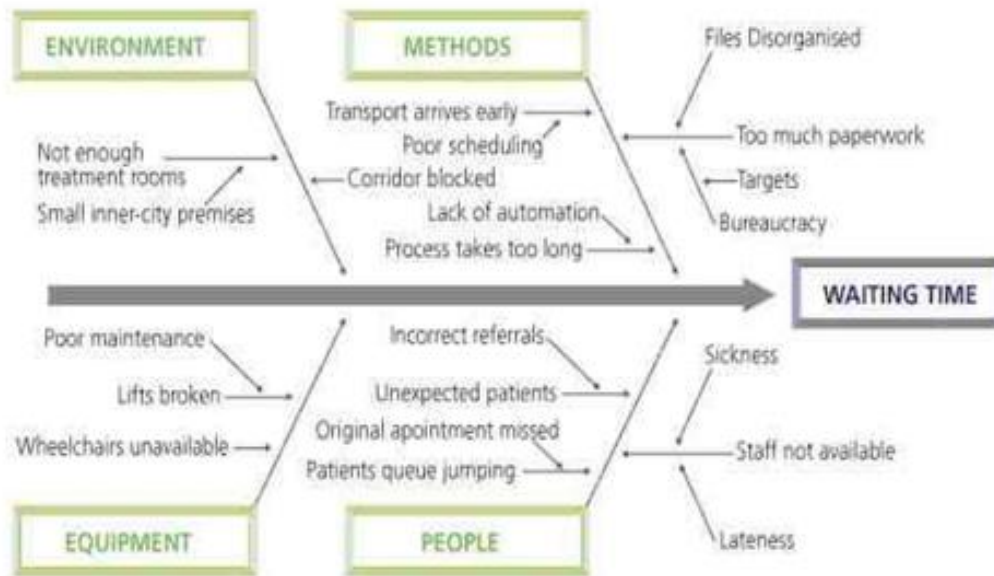 ENVIRONMENT
METHODS
Files Disorganised
Transport arrives early
Poor scheduling
Too much paperwork
Not enough
treatment rooms
Corridor blocked
Targets
Small inner-city premises
Lack of automation
Bureaucracy
Process takes too long
WAITING TIME
Poor maintenance
Incorrect referrals
Sickness
Lifts broken
Unexpected patients
Original apointment missed
Wheelchairs unavailable
Staff not available
Patients queue jumping
EQUIPMENT
PEOPLE
Lateness